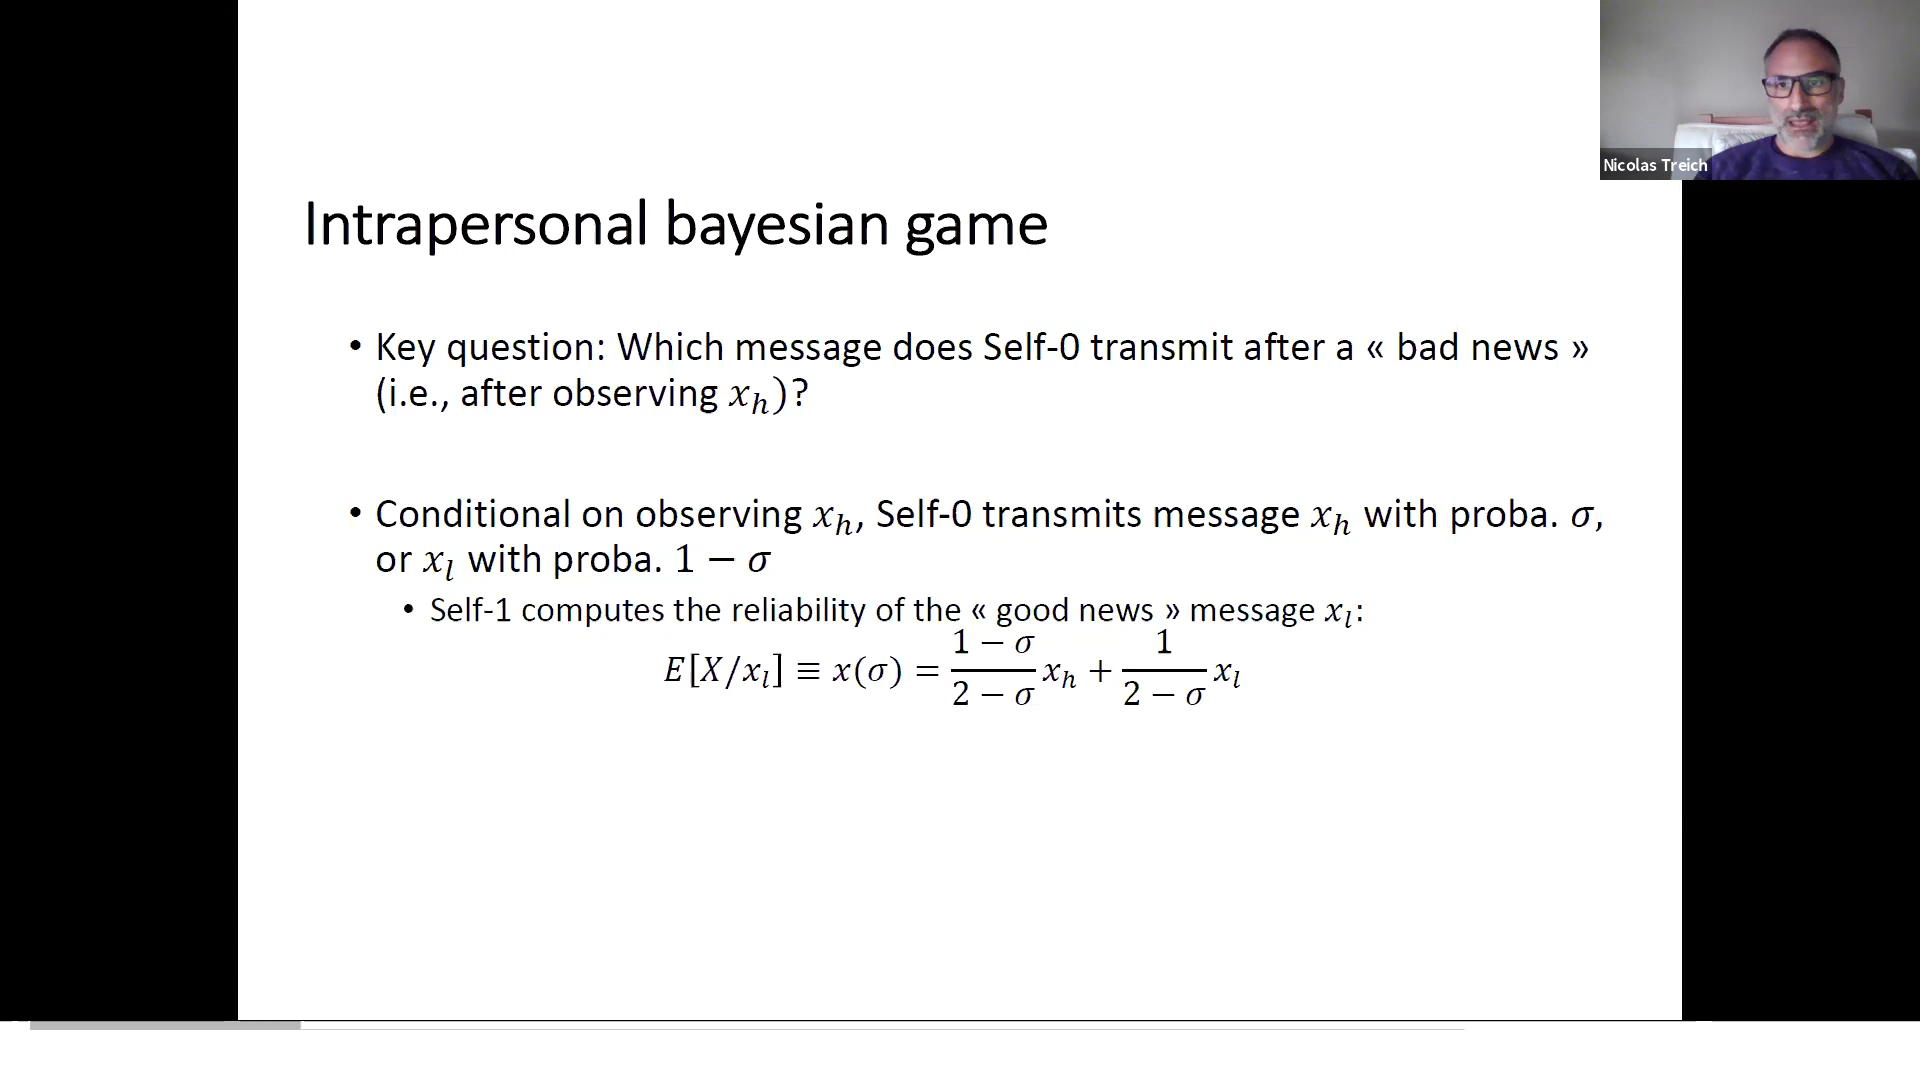 Nicolas Treich
Intrapersonal bayesian game
• Key question: Which message does Self-0 transmit after a « bad news »
(i.e., after observing $x_h$)?
• Conditional on observing $x_h$, Self-0 transmits message $x_h$ with proba. $\sigma$,
or $x_l$ with proba. $1 - \sigma$
• Self-1 computes the reliability of the « good news » message $x_l$:
$E[X/x_l] \equiv x(\sigma) = \frac{1 - \sigma}{2 - \sigma} x_h + \frac{1}{2 - \sigma} x_l$